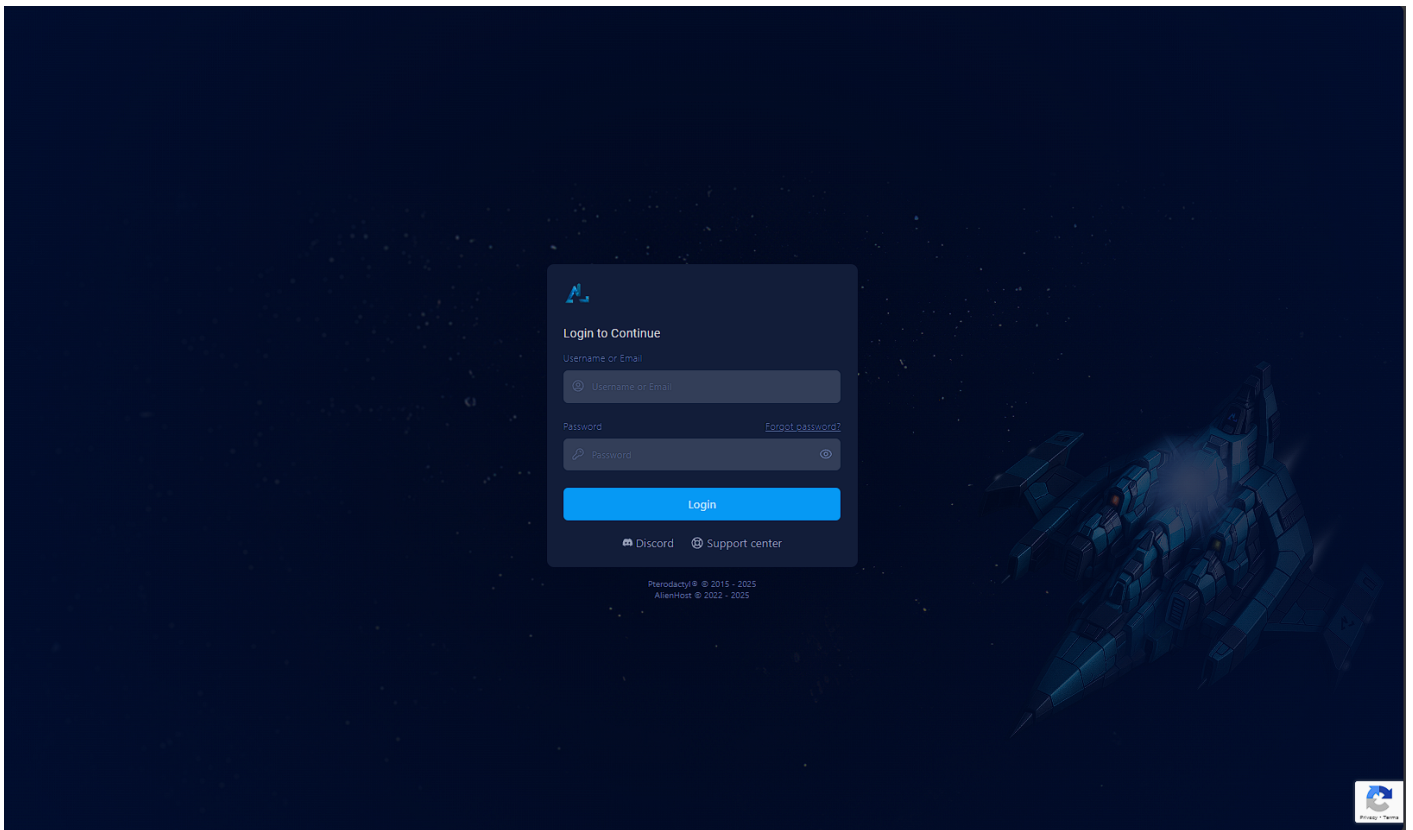 Login to Continue
Username or Email
Username or Email
Password Forgot password?
Password
Login
Discord Support center
Pterodactyl® © 2015 - 2025
AlienHost © 2022 - 2025
Privacy • Terms